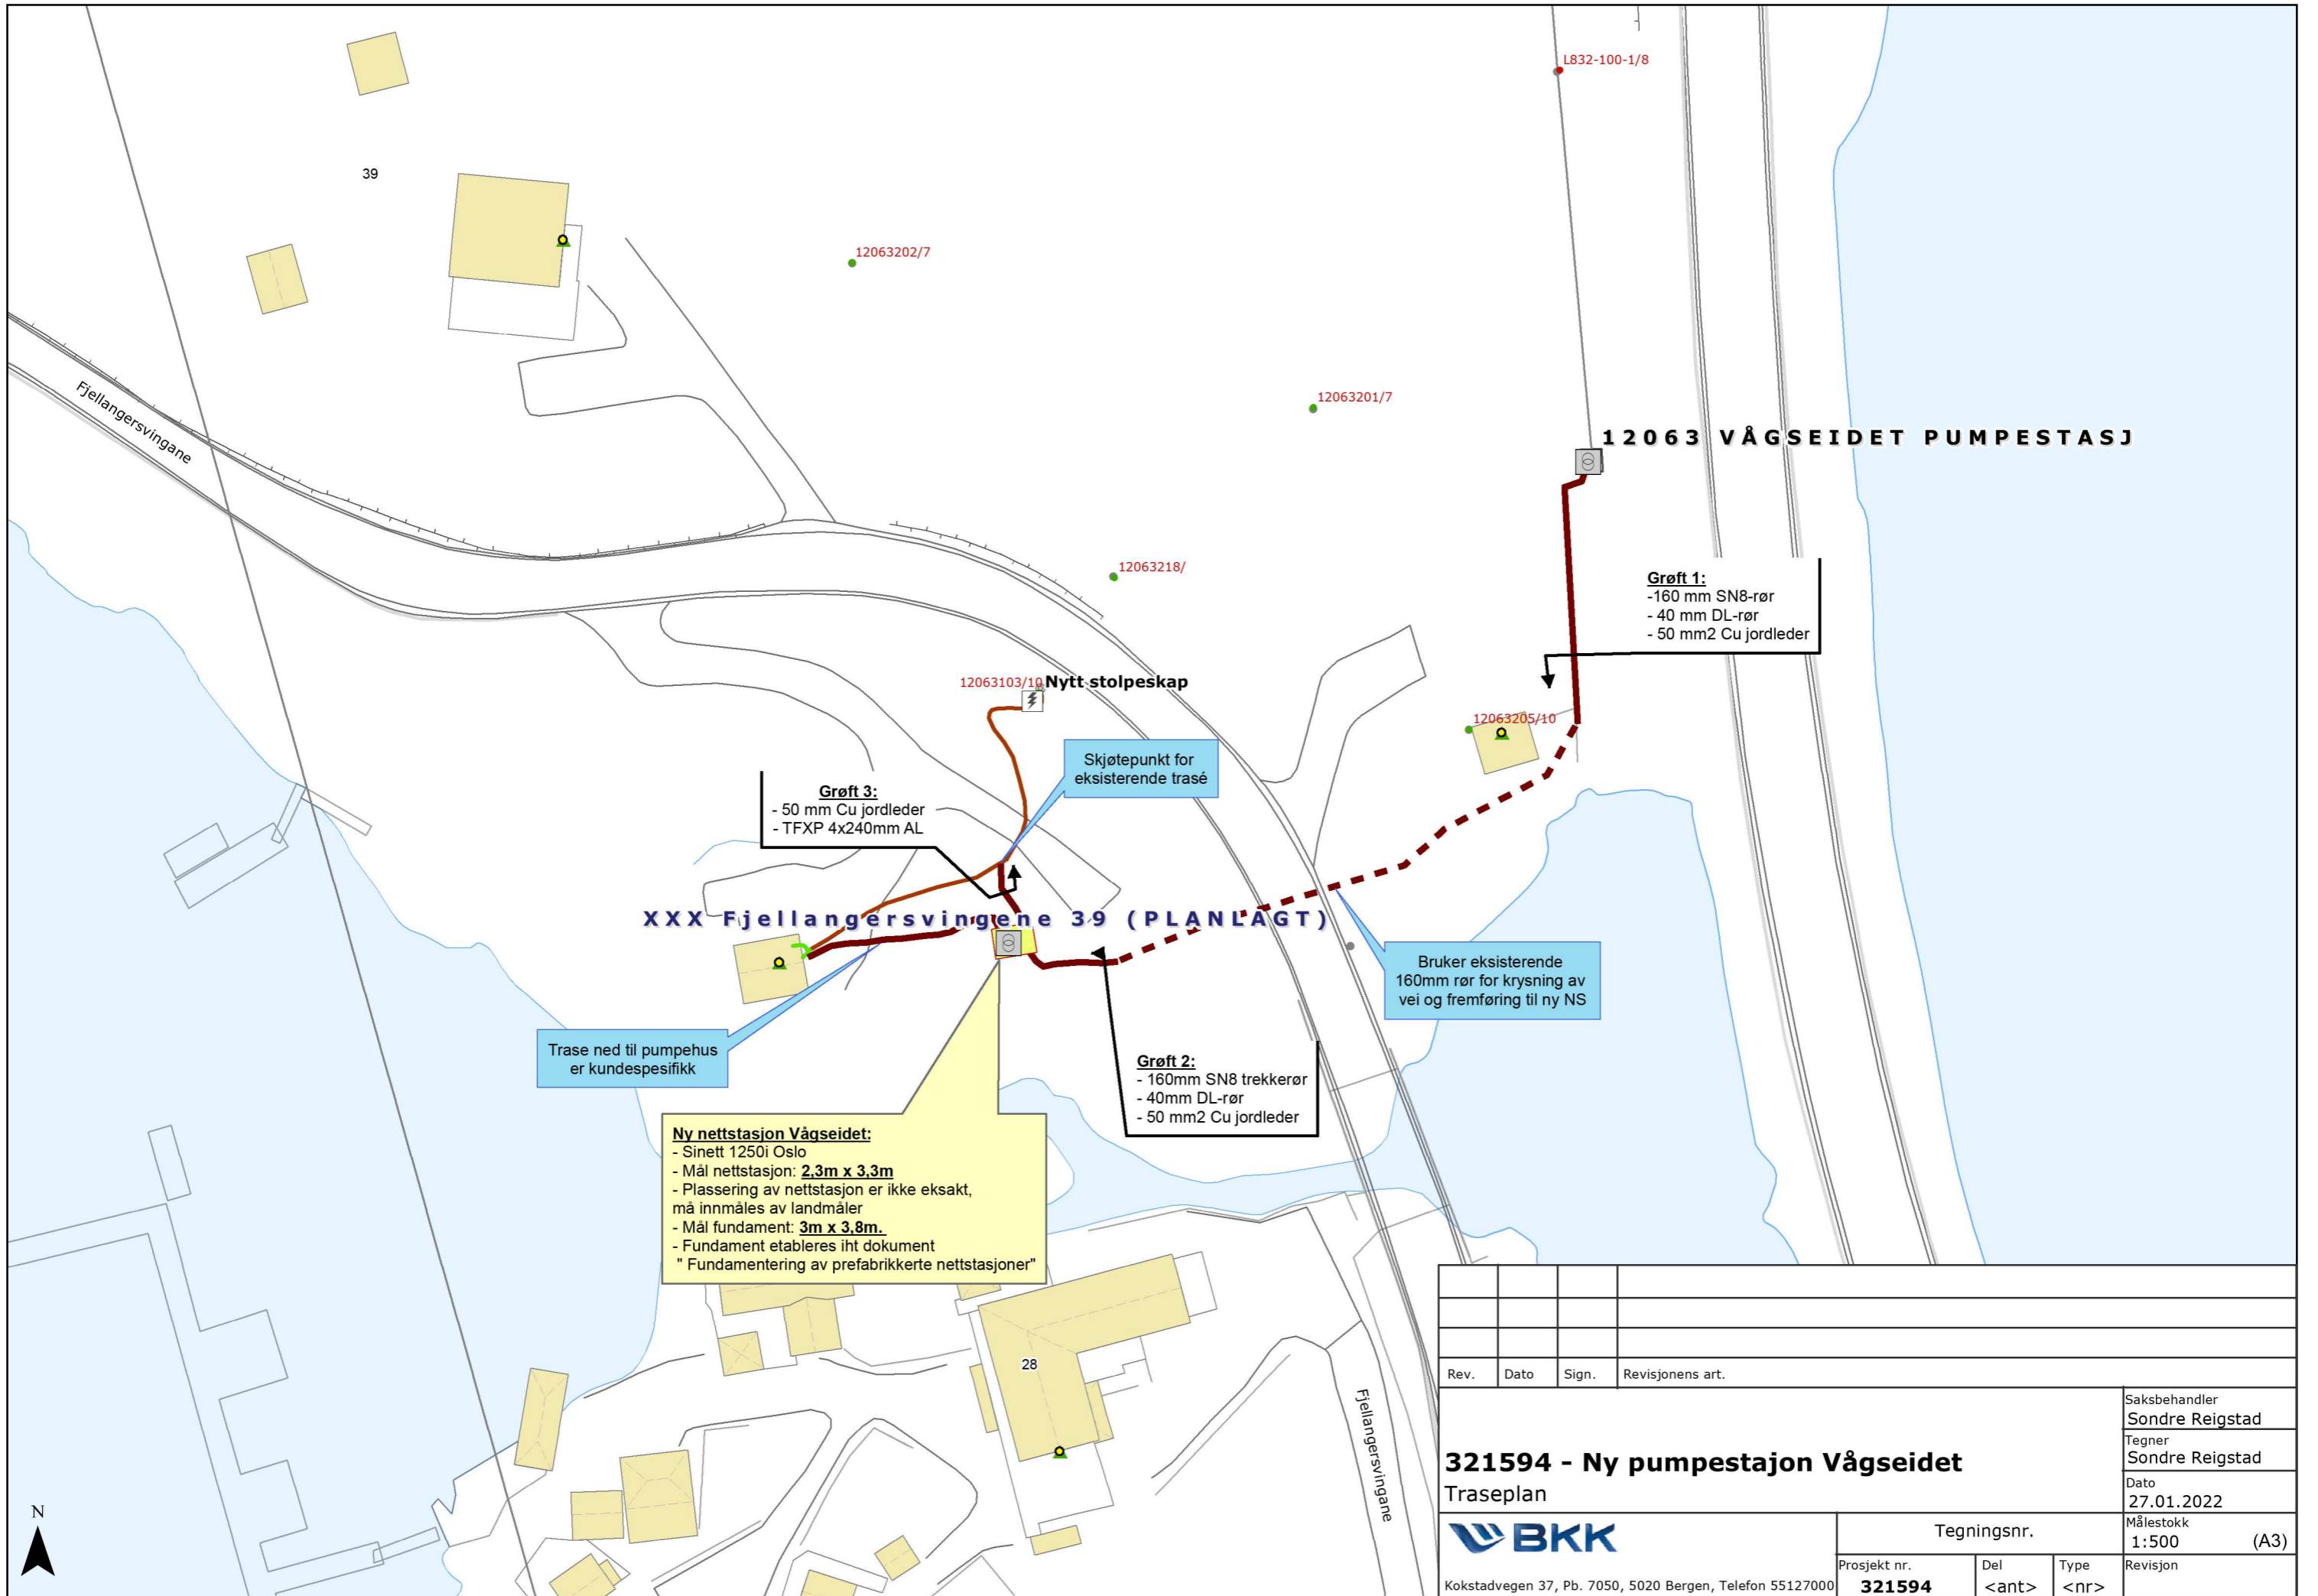 L832-100-1/8
39
12063202/7
Fjellangersvingane
12063201/7
12063 VÅGSEIDET PUMPESTASJ
12063218/
Grøft 1:
-160 mm SN8-rør
- 40 mm DL-rør
- 50 mm2 Cu jordleder
12063103/10
Nytt stolpeskap
12063205/10
Skjøtepunkt for
eksisterende trasé
Grøft 3:
- 50 mm Cu jordleder
- TFXP 4x240mm AL
XXX Fjellangersvingene 39 (PLANLAGT)
Bruker eksisterende
160mm rør for krysning av
vei og fremføring til ny NS
Trase ned til pumpehus
er kundespesifikk
Grøft 2:
- 160mm SN8 trekkerør
- 40mm DL-rør
- 50 mm2 Cu jordleder
Ny nettstasjon Vågseidet:
- Sinett 1250i Oslo
- Mål nettstasjon: 2,3m x 3,3m
- Plassering av nettstasjon er ikke eksakt,
må innmåles av landmåler
- Mål fundament: 3m x 3,8m.
- Fundament etableres iht dokument
" Fundamentering av prefabrikkerte nettstasjoner"
28
Fjellangersvingane
N
Rev. Dato Sign. Revisjonens art.
Saksbehandler
Sondre Reigstad
Tegner
Sondre Reigstad
Dato
27.01.2022
321594 - Ny pumpestajon Vågseidet
Traseplan
BKK
Kokstadvegen 37, Pb. 7050, 5020 Bergen, Telefon 55127000
Tegningsnr.
Målestokk
1:500 (A3)
Prosjekt nr. Del Type Revisjon
321594 <ant> <nr>